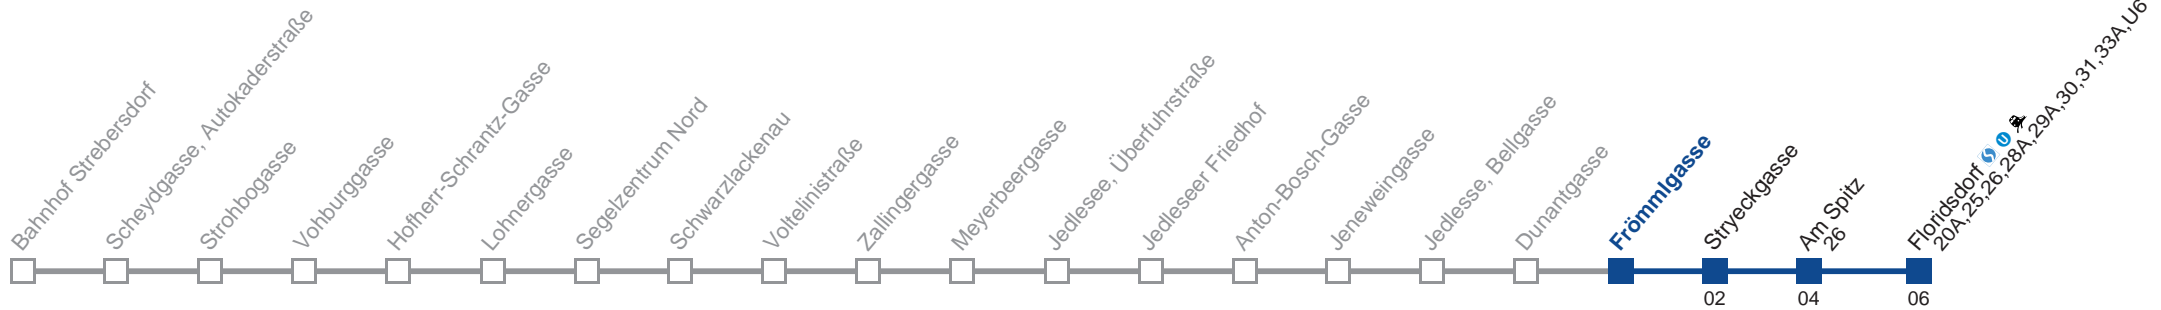 Bahnhof Strebersdorf
Scheydgasse, Autokaderstraße
Strohbogasse
Vohburggasse
Hofherr-Schrantz-Gasse
Lohnergasse
Segelzentrum Nord
Schwarzlackenau
Voltelinistraße
Zallingergasse
Meyerbeergasse
Jedlesee, Überfuhrstraße
Jedleseer Friedhof
Anton-Bosch-Gasse
Jeneweingasse
Jedlesse, Bellgasse
Dunantgasse
Frömmlgasse
Stryeckgasse
02
Am Spitz
26
04
Floridsdorf S U
20A,25,26,28A,29A,30,31,33A,U6
06